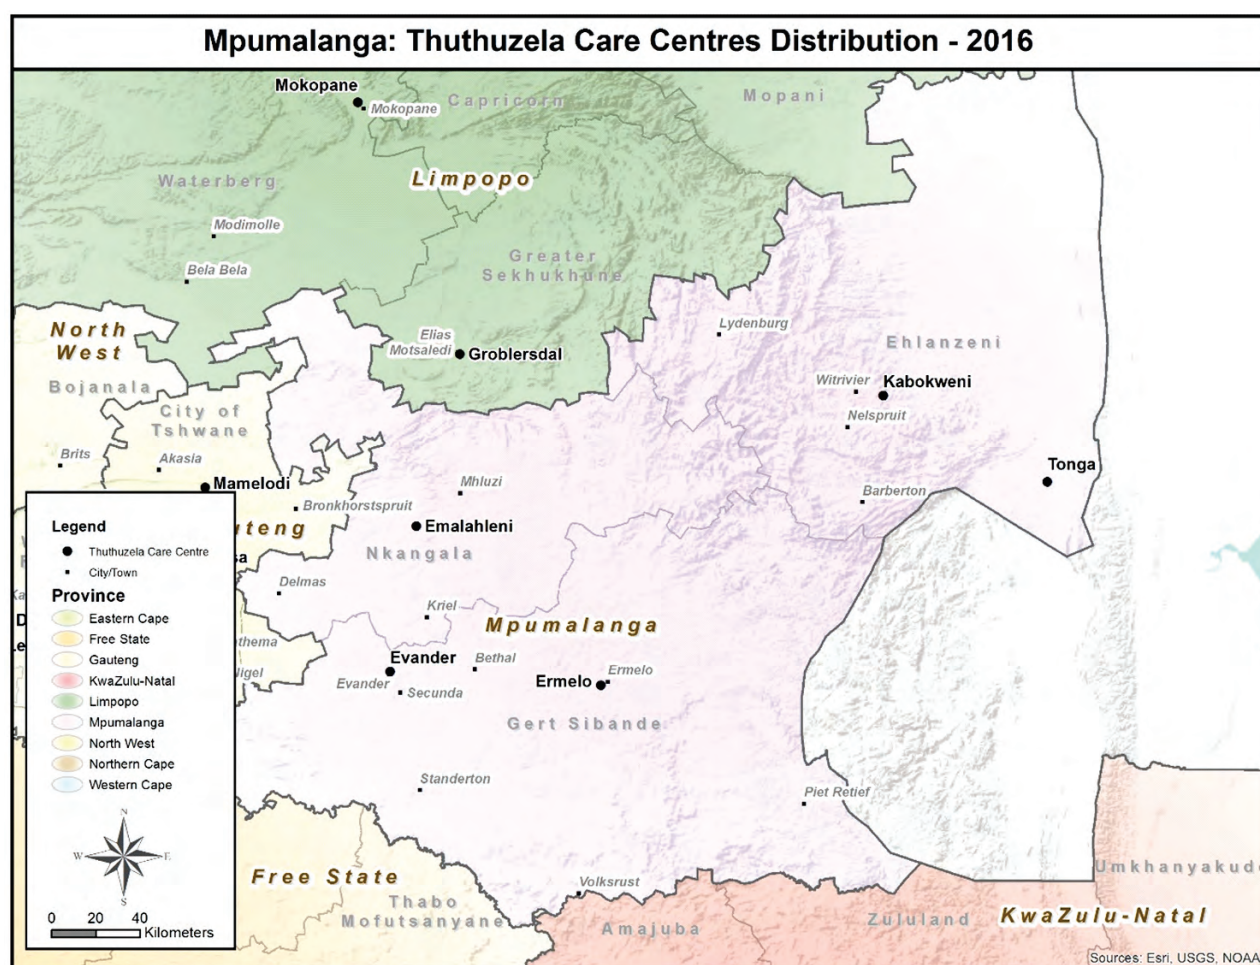 Mpumalanga: Thuthuzela Care Centres Distribution - 2016
Mokopane
Mokopane
Capricorn
Mopani
Waterberg
Limpopo
Modimolle
Greater
Sekhukhune
Bela Bela
North
West
Lydenburg
Elias
Motsaledi
Groblersdal
Ehlanzeni
Bojanala
Witrivier
Kabokweni
City of
Tshwane
Nelspruit
Brits
Akasia
Tonga
Mamelodi
Mhluzi
Barberton
Bronkhorstspruit
uteng
Emalahleni
Nkangala
sa
Delmas
Kriel
Mpumalanga
thema
Evander
Evander
Bethal
Ermelo
Ermelo
Secunda
Gert Sibande
Standerton
Piet Retief
Legend
Thuthuzela Care Centre
City/Town
Province
Eastern Cape
Free State
Gauteng
KwaZulu-Natal
Limpopo
Mpumalanga
North West
Northern Cape
Western Cape
N
W
E
S
0 20 40
Kilometers
Free State
Thabo
Mofutsanyane
Volksrust
Amajuba
Zululand
KwaZulu-Natal
Umkhanyakud
Sources: Esri, USGS, NOAA